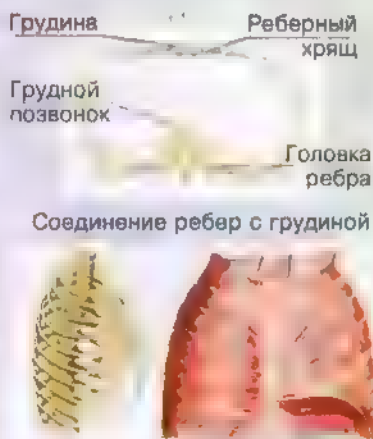 Грудина
Реберный
хрящ
Грудной
позвонок
Головка
ребра
Соединение ребер с грудиной